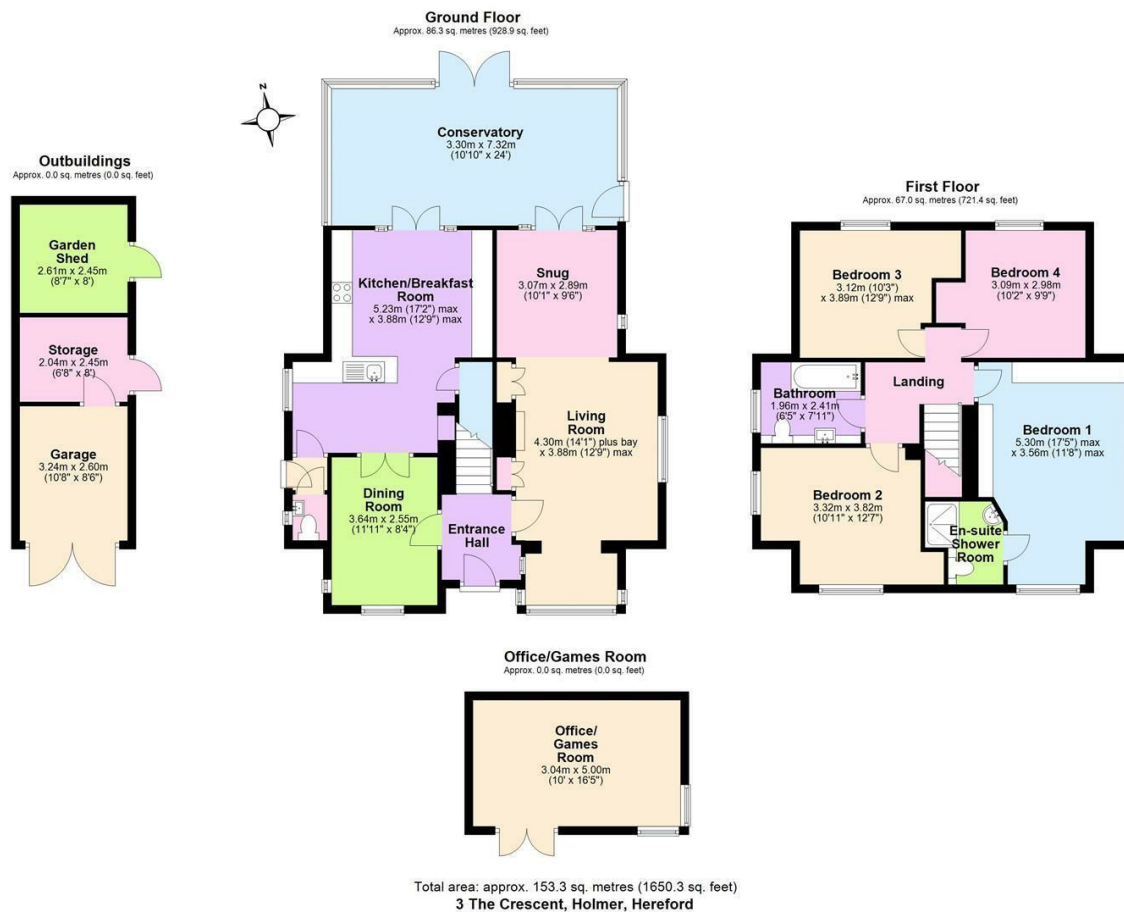 Ground Floor
Approx. 86.3 sq. metres (928.9 sq. feet)
N
Conservatory
3.30m x 7.32m
(10'10" x 24')
Kitchen/Breakfast
Room
5.23m (17'2") max
x 3.88m (12'9") max
Snug
3.07m x 2.89m
(10'1" x 9'6")
Living
Room
4.30m (14'1") plus bay
x 3.88m (12'9") max
Dining
Room
3.64m x 2.55m
(11'11" x 8'4")
Entrance
Hall
Outbuildings
Approx. 0.0 sq. metres (0.0 sq. feet)
Garden
Shed
2.61m x 2.45m
(8'7" x 8')
Storage
2.04m x 2.45m
(6'8" x 8')
Garage
3.24m x 2.60m
(10'8" x 8'6")
First Floor
Approx. 67.0 sq. metres (721.4 sq. feet)
Bedroom 3
3.12m (10'3")
x 3.89m (12'9") max
Bedroom 4
3.09m x 2.98m
(10'2" x 9'9")
Bathroom
1.96m x 2.41m
(6'5" x 7'11")
Landing
Bedroom 1
5.30m (17'5") max
x 3.56m (11'8") max
Bedroom 2
3.32m x 3.82m
(10'11" x 12'7")
En-suite
Shower
Room
Office/Games Room
Approx. 0.0 sq. metres (0.0 sq. feet)
Office/
Games
Room
3.04m x 5.00m
(10' x 16'5")
Total area: approx. 153.3 sq. metres (1650.3 sq. feet)
3 The Crescent, Holmer, Hereford